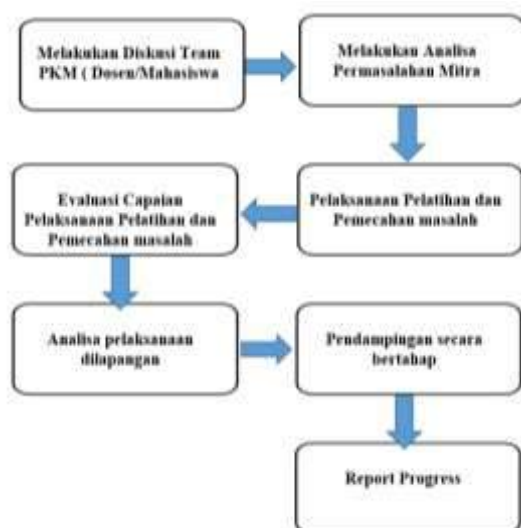 Melakukan Diskusi Team
PKM ( Dosen/Mahasiswa
Melakukan Analisa
Permasalahan Mitra
Pelaksanaan Pelatihan dan
Pemecahan masalah
Evaluasi Capaian
Pelaksanaan Pelatihan dan
Pemecahan masalah
Analisa pelaksanaan
dilapangan
Pendampingan secara
bertahap
Report Progress